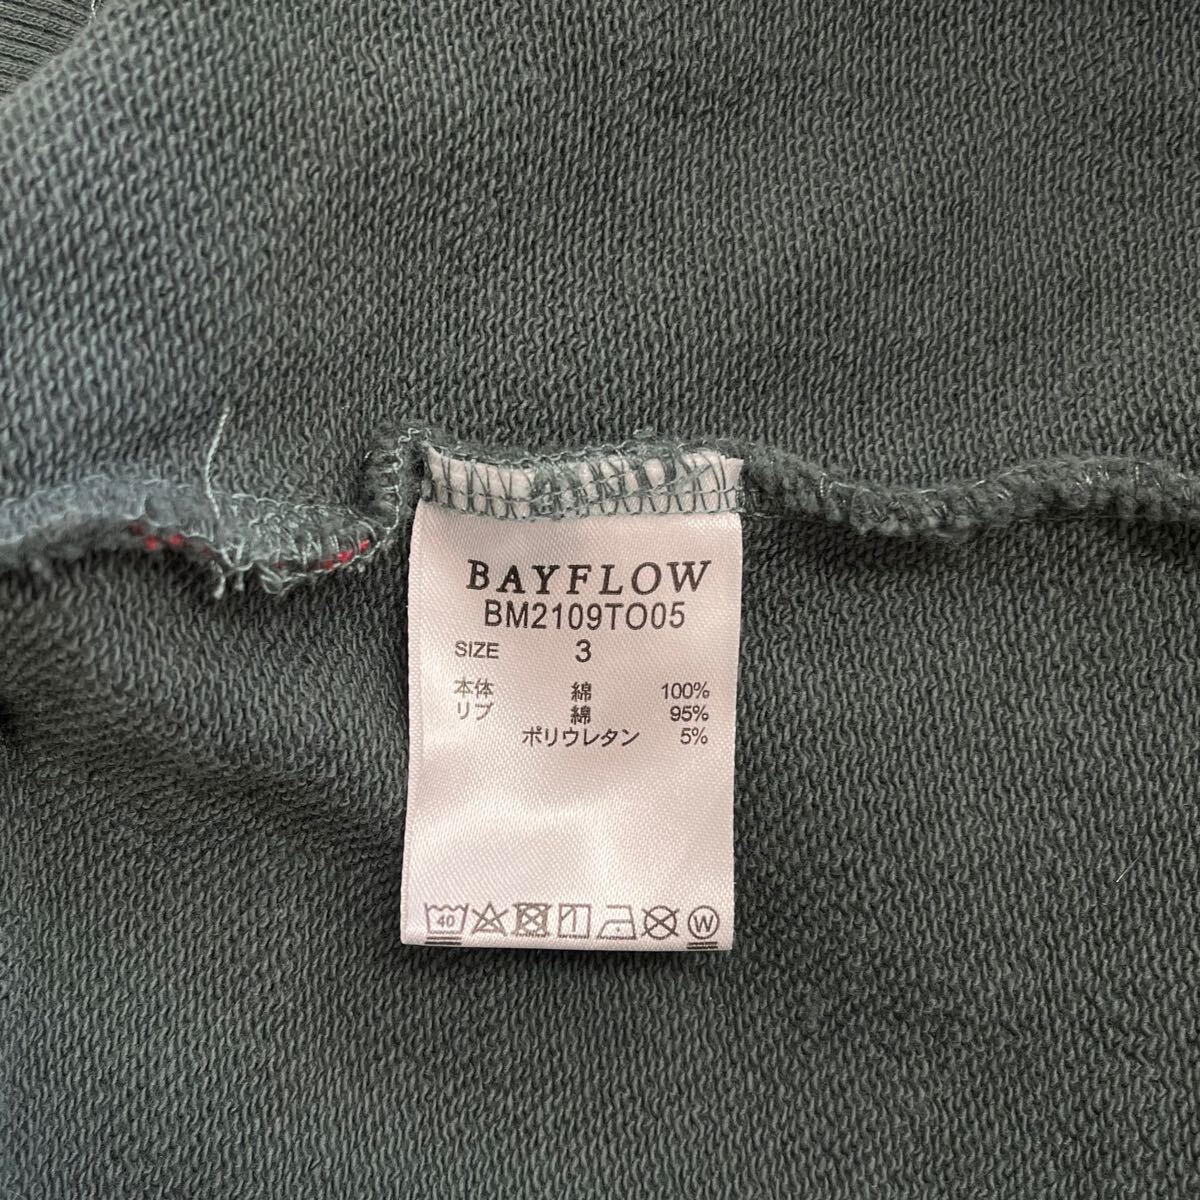 BAYFLOW
BM2109TO05
SIZE 3
本体 綿 100%
リブ 綿 95%
ポリウレタン 5%
40 W